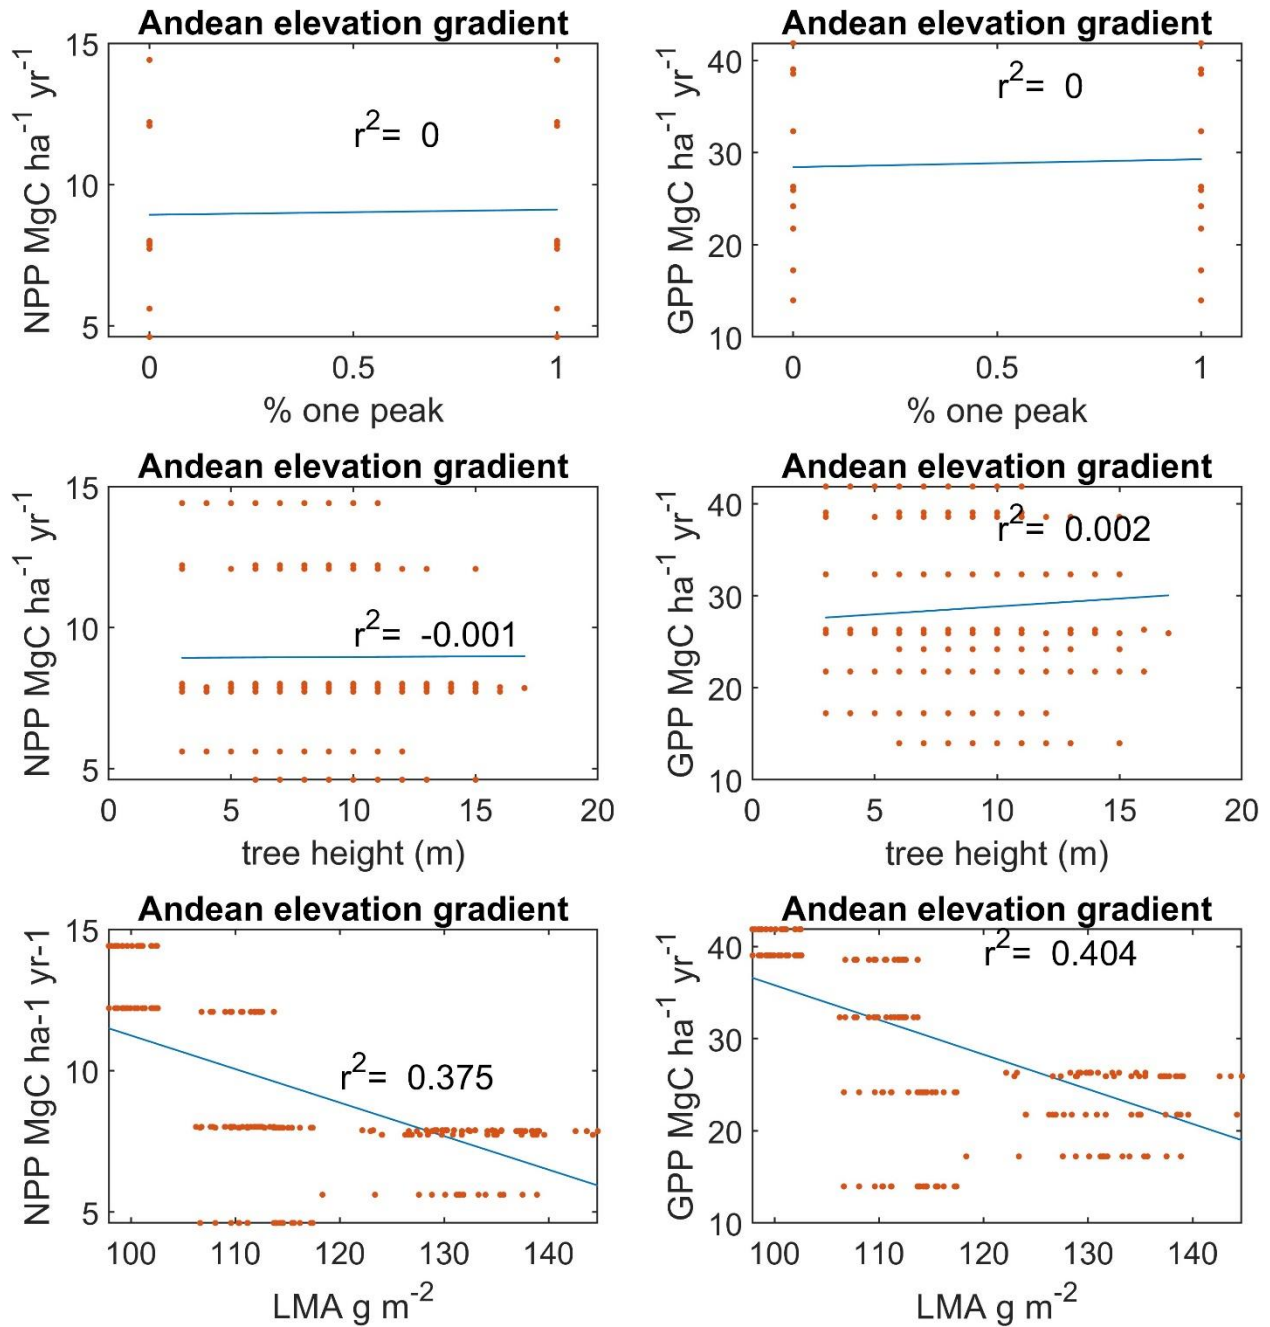 Andean elevation gradient
NPP MgC ha⁻¹ yr⁻¹
15
10
5
r²= 0
0 0.5 1
% one peak
Andean elevation gradient
GPP MgC ha⁻¹ yr⁻¹
40
30
20
10
r²= 0
0 0.5 1
% one peak
Andean elevation gradient
NPP MgC ha⁻¹ yr⁻¹
15
10
5
r²= -0.001
0 5 10 15 20
tree height (m)
Andean elevation gradient
GPP MgC ha⁻¹ yr⁻¹
40
30
20
10
r²= 0.002
0 5 10 15 20
tree height (m)
Andean elevation gradient
NPP MgC ha-1 yr-1
15
10
5
r²= 0.375
100 110 120 130 140
LMA g m⁻²
Andean elevation gradient
GPP MgC ha⁻¹ yr⁻¹
40
30
20
10
r²= 0.404
100 110 120 130 140
LMA g m⁻²